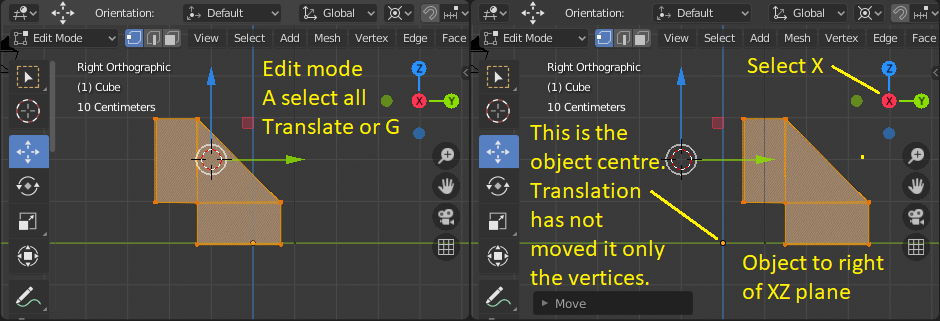 Orientation: Default Global
Edit Mode View Select Add Mesh Vertex Edge Face
Right Orthographic
(1) Cube
10 Centimeters
Z
X
Y
Edit mode
A select all
Translate or G
Orientation: Default Global
Edit Mode View Select Add Mesh Vertex Edge Face
Right Orthographic
(1) Cube
10 Centimeters
Select X
Z
X
Y
This is the
object centre.
Translation
has not
moved it only
the vertices.
Object to right
of XZ plane
Move